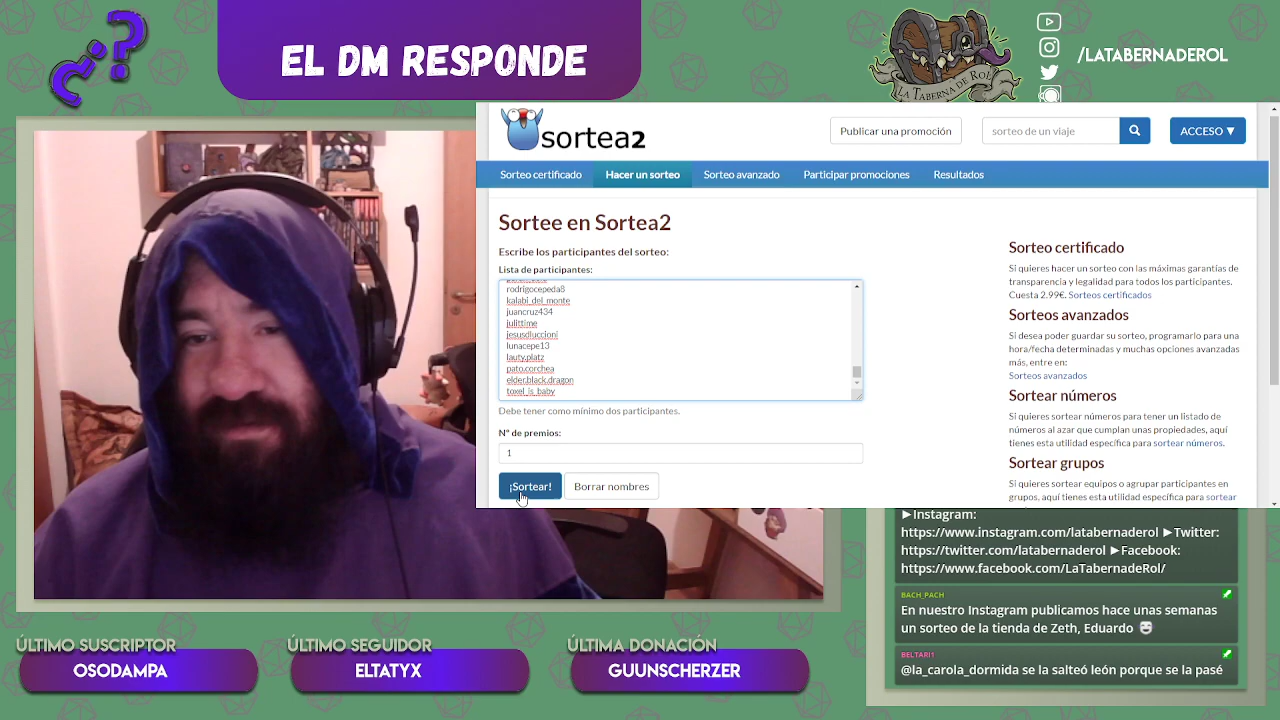 ¿?
EL DM RESPONDE
LA TABERNA DE ROL
/LATABERNADEROL
sortea2
Publicar una promoción
sorteo de un viaje
ACCESO ▼
Sorteo certificado
Hacer un sorteo
Sorteo avanzado
Participar promociones
Resultados
Sortee en Sortea2
Escribe los participantes del sorteo:
Lista de participantes:
rodrigocepeda8
kalabi_del_monte
juancruz434
julittime
jesusdluccioni
lunacepe13
lauty.platz
pato.corchea
elder.black.dragon
toxel_is_baby
Debe tener como mínimo dos participantes.
Nº de premios:
1
¡Sortear!
Borrar nombres
Sorteo certificado
Si quieres hacer un sorteo con las máximas garantías de
transparencia y legalidad para todos los participantes.
Cuesta 2.99€. Sorteos certificados
Sorteos avanzados
Si desea poder guardar su sorteo, programarlo para una
hora/fecha determinadas y muchas opciones avanzadas
más, entre en:
Sorteos avanzados
Sortear números
Si quieres sortear números para tener un listado de
números al azar que cumplan unas propiedades, aquí
tienes esta utilidad específica para sortear números.
Sortear grupos
Si quieres sortear equipos o agrupar participantes en
grupos, aquí tienes esta utilidad específica para sortear
►Instagram:
https://www.instagram.com/latabernaderol ►Twitter:
https://twitter.com/latabernaderol ►Facebook:
https://www.facebook.com/LaTabernadeRol/
BACH_PACH
En nuestro Instagram publicamos hace unas semanas
un sorteo de la tienda de Zeth, Eduardo
BELTARI1
@la_carola_dormida se la salteó león porque se la pasé
ÚLTIMO SUSCRIPTOR
OSODAMPA
ÚLTIMO SEGUIDOR
ELTATYX
ÚLTIMA DONACIÓN
GUUNSCHERZER